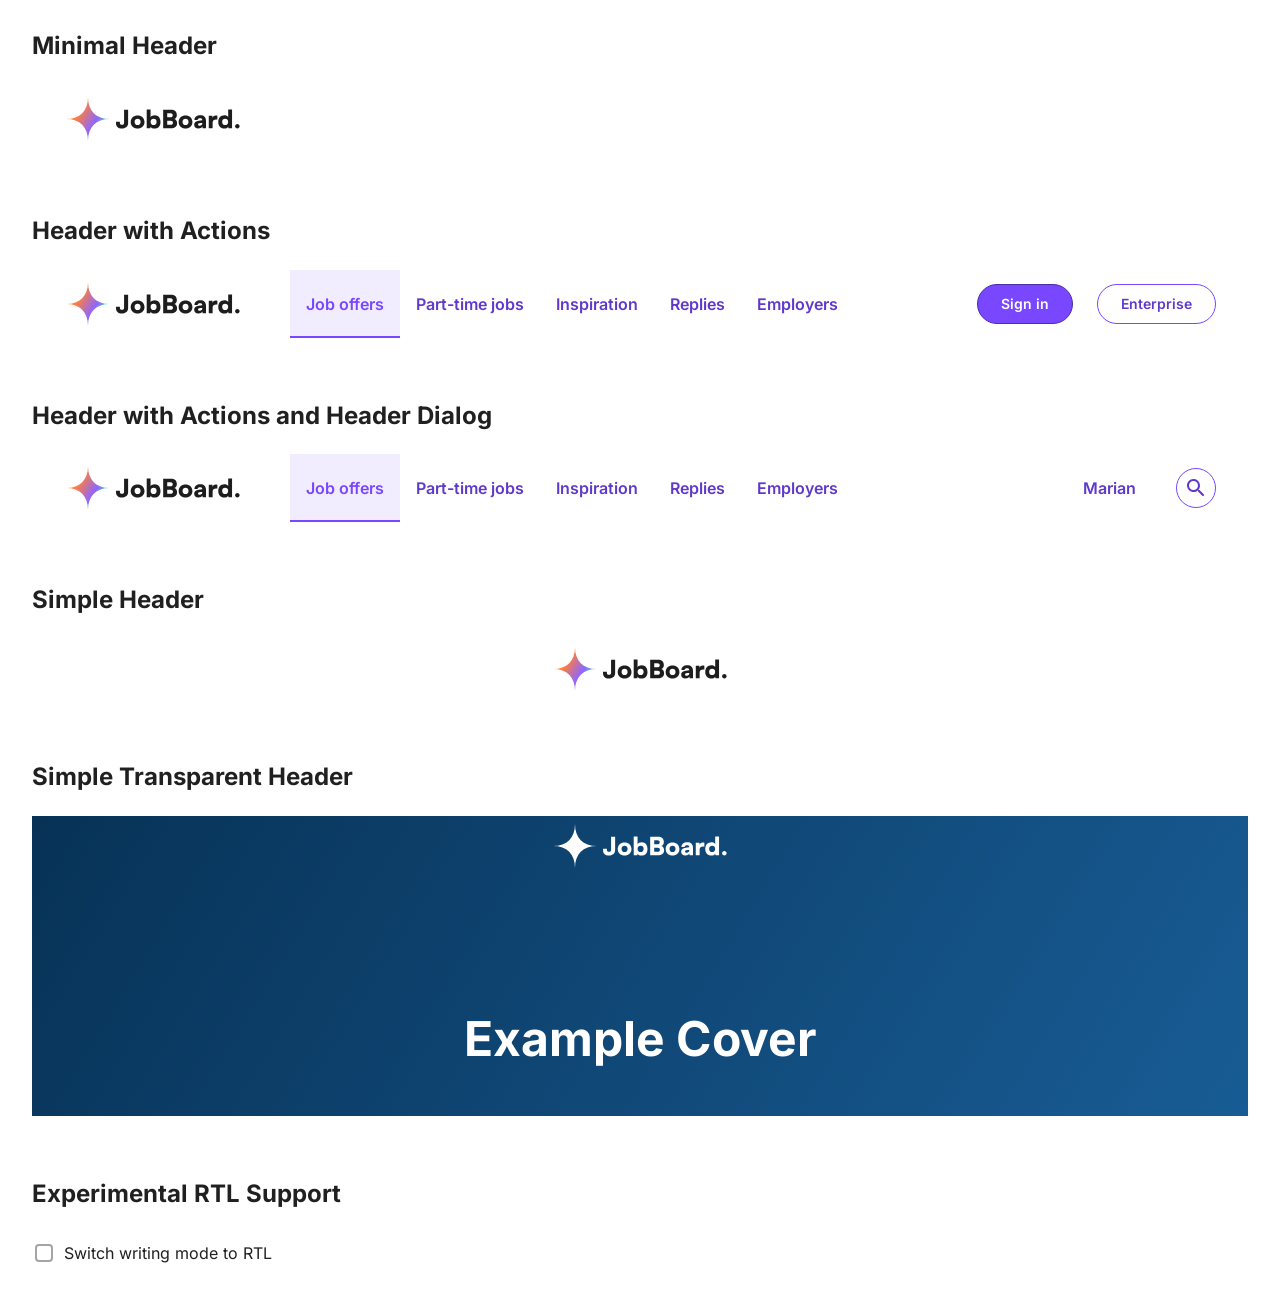 Minimal Header
JobBoard.
Header with Actions
JobBoard. Job offers Part-time jobs Inspiration Replies Employers Sign in Enterprise
Header with Actions and Header Dialog
JobBoard. Job offers Part-time jobs Inspiration Replies Employers Marian
Simple Header
JobBoard.
Simple Transparent Header
JobBoard.
Example Cover
Experimental RTL Support
Switch writing mode to RTL